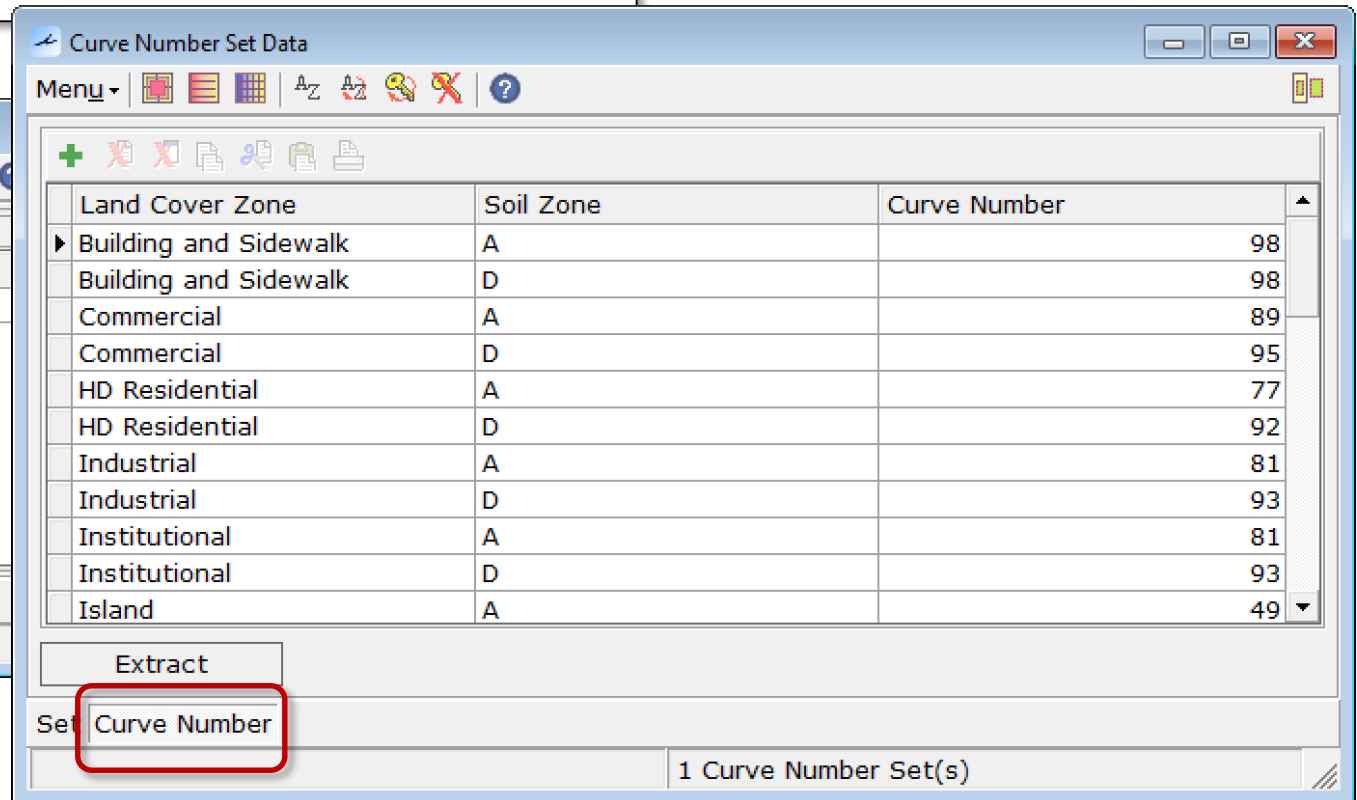 Curve Number Set Data
Menu
Land Cover Zone Soil Zone Curve Number
Building and Sidewalk A 98
Building and Sidewalk D 98
Commercial A 89
Commercial D 95
HD Residential A 77
HD Residential D 92
Industrial A 81
Industrial D 93
Institutional A 81
Institutional D 93
Island A 49
Extract
Set Curve Number
1 Curve Number Set(s)